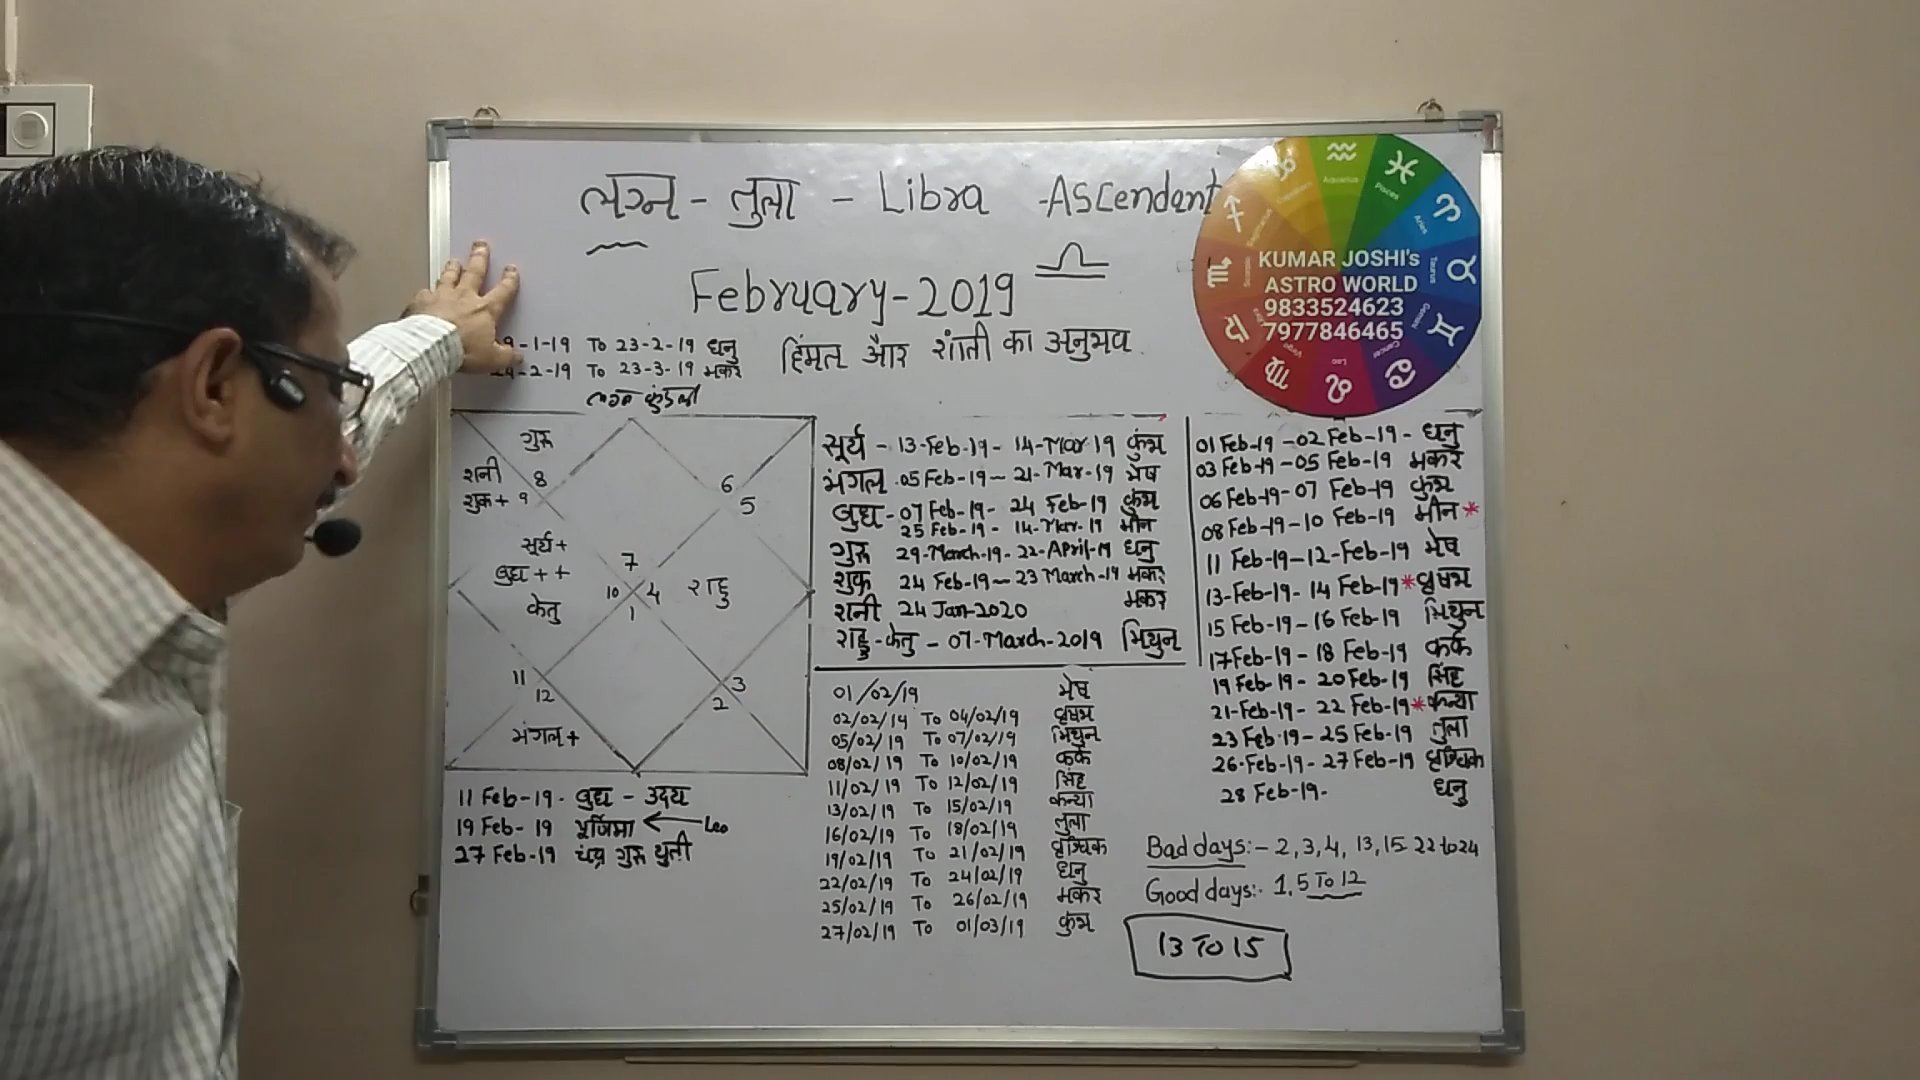 लग्न - तुला - Libra - Ascendant
February - 2019
हिंमत और शांती का अनुभव
9-1-19 To 23-2-19 धनु
24-2-19 To 23-3-19 मकर
लग्न कुंडली
KUMAR JOSHI's
ASTRO WORLD
9833524623
7977846465
Capricorn
Aquarius
Pisces
Aries
Taurus
Gemini
Cancer
Leo
Virgo
Libra
Sagittarius
गुरू
शनी 8
शुक्र + 9
6
5
सूर्य +
बुध + +
केतु
7
10 4
1
राहु
11
12
3
2
मंगल +
11 Feb-19. बुध - उदय
19 Feb-19 पूर्णिमा ← Leo
27 Feb-19 चंद्र गुरू युती
सूर्य - 13-Feb-19 - 14-Mar 19 कुंभ
मंगल . 05 Feb-19 - 21-Mar-19 मेष
बुध - 07 Feb-19 - 24 Feb-19 कुंभ
25 Feb-19 - 14-Mar-19 मीन
गुरू 29-March-19 - 22-April-19 धनु
शुक्र 24 Feb-19 - 23 March-19 मकर
शनी 24 Jan-2020 मकर
राहु-केतु - 07-March-2019 मिथुन
01/02/19 मेष
02/02/19 To 04/02/19 वृषभ
05/02/19 To 07/02/19 मिथुन
08/02/19 To 10/02/19 कर्क
11/02/19 To 12/02/19 सिंह
13/02/19 To 15/02/19 कन्या
16/02/19 To 18/02/19 तुला
19/02/19 To 21/02/19 वृश्चिक
22/02/19 To 24/02/19 धनु
25/02/19 To 26/02/19 मकर
27/02/19 To 01/03/19 कुंभ
01 Feb-19 - 02 Feb-19 - धनु
03 Feb-19 - 05 Feb-19 मकर
06 Feb-19 - 07 Feb-19 कुंभ
08 Feb-19 - 10 Feb-19 मीन *
11 Feb-19 - 12-Feb-19 मेष
13-Feb-19 - 14 Feb-19 * वृषभ
15 Feb-19 - 16 Feb-19 मिथुन
17 Feb-19 - 18 Feb-19 कर्क
19 Feb-19 - 20 Feb-19 सिंह
21-Feb-19 - 22 Feb-19 * कन्या
23 Feb-19 - 25 Feb-19 तुला
26-Feb-19 - 27 Feb-19 वृश्चिक
28 Feb-19 - धनु
Bad days:- 2, 3, 4, 13, 15 22 to 24
Good days:- 1, 5 To 12
13 To 15